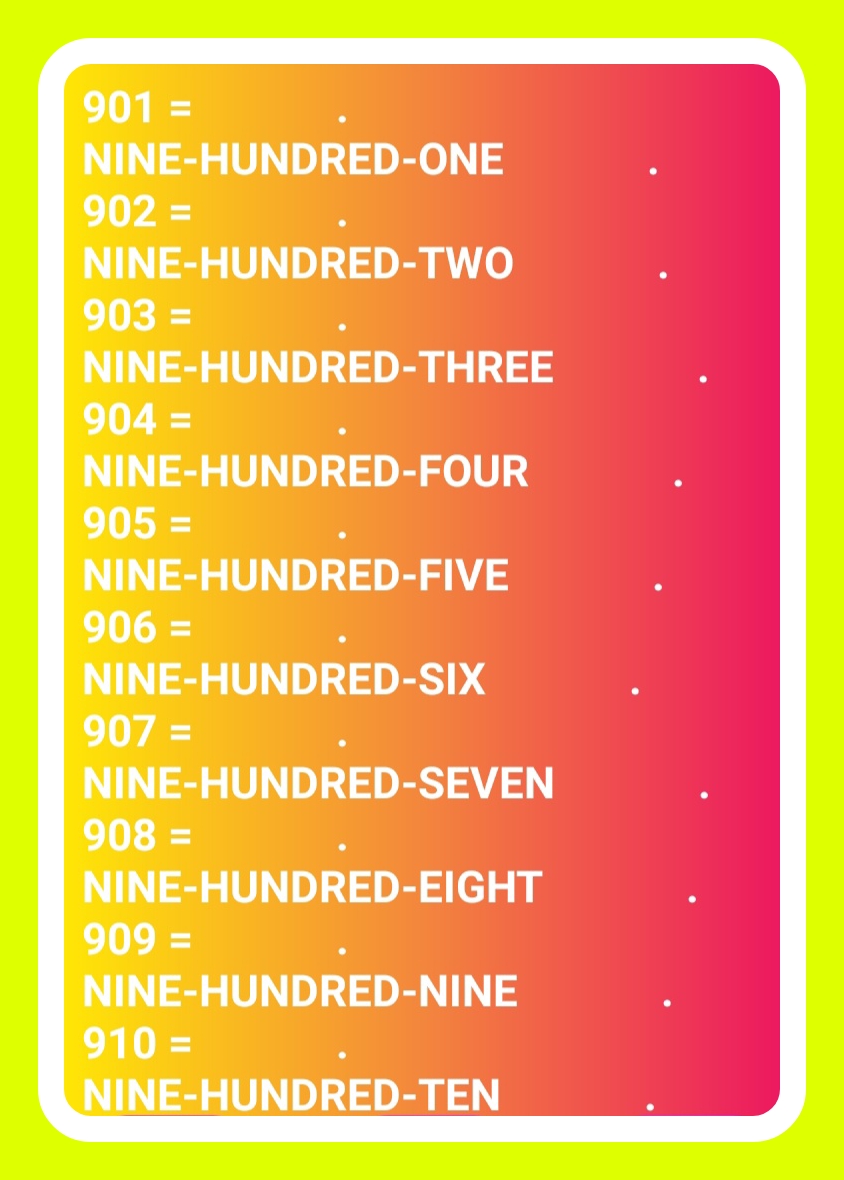 901 = .
NINE-HUNDRED-ONE .
902 = .
NINE-HUNDRED-TWO .
903 = .
NINE-HUNDRED-THREE .
904 = .
NINE-HUNDRED-FOUR .
905 = .
NINE-HUNDRED-FIVE .
906 = .
NINE-HUNDRED-SIX .
907 = .
NINE-HUNDRED-SEVEN .
908 = .
NINE-HUNDRED-EIGHT .
909 = .
NINE-HUNDRED-NINE .
910 = .
NINE-HUNDRED-TEN .